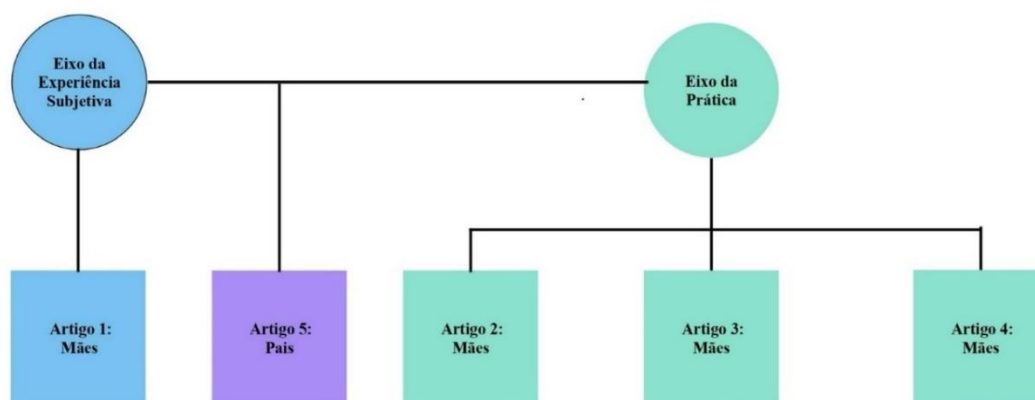 Eixo da
Experiência
Subjetiva
Eixo da
Prática
Artigo 1:
Mães
Artigo 5:
Pais
Artigo 2:
Mães
Artigo 3:
Mães
Artigo 4:
Mães